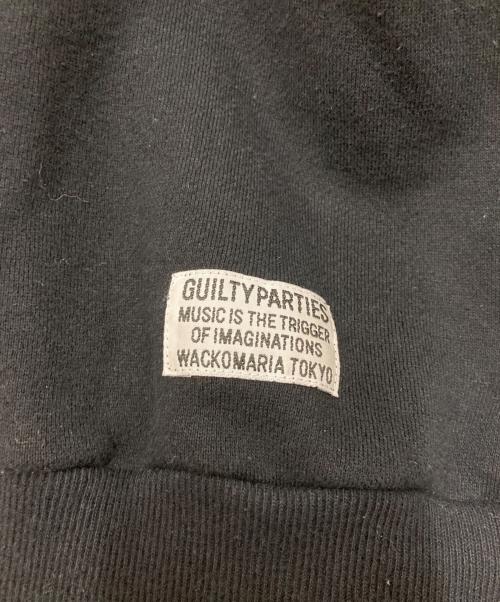 GUILTYPARTIES
MUSIC IS THE TRIGGER
OF IMAGINATIONS
WACKOMARIA TOKYO